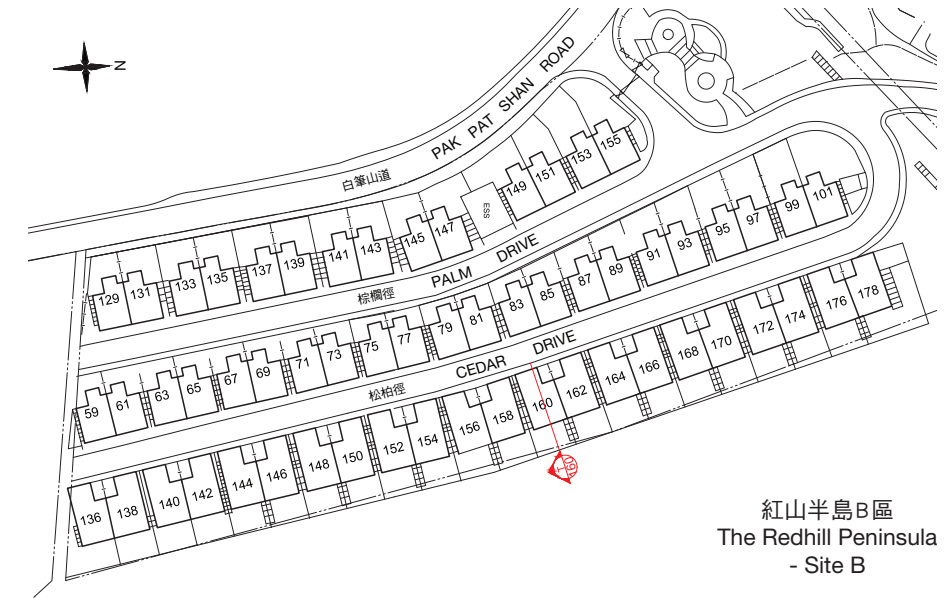 N
PAK PAT SHAN ROAD
白筆山道
149 151 153 155
ESS
129 131 133 135 137 139 141 143 145 147
PALM DRIVE
棕櫚徑
59 61 63 65 67 69 71 73 75 77 79 81 83 85 87 89 91 93 95 97 99 101
CEDAR DRIVE
松柏徑
136 138 140 142 144 146 148 150 152 154 156 158 160 162 164 166 168 170 172 174 176 178
160
紅山半島B區
The Redhill Peninsula
- Site B